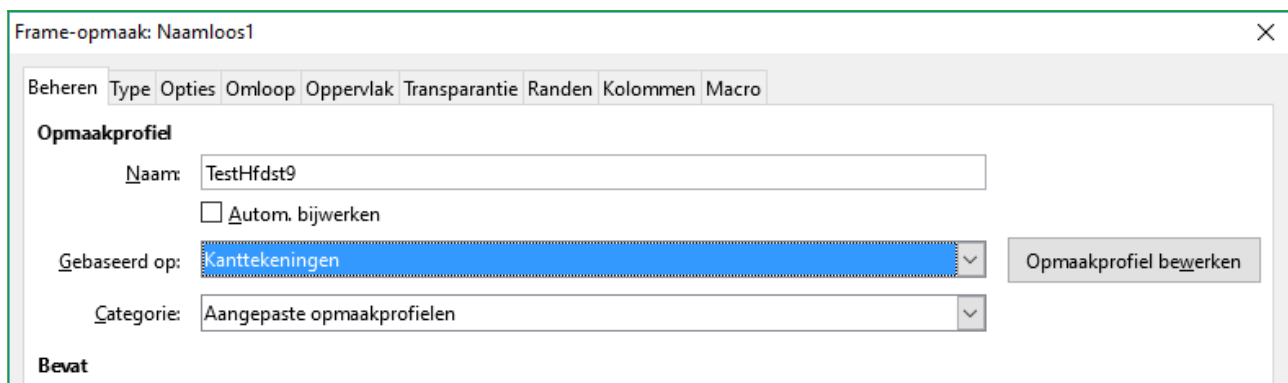 Frame-opmaak: Naamloos1
Beheren Type Opties Omloop Oppervlak Transparantie Randen Kolommen Macro
Opmaakprofiel
Naam: TestHfdst9
Autom. bijwerken
Gebaseerd op: Kanttekeningen Opmaakprofiel bewerken
Categorie: Aangepaste opmaakprofielen
Bevat